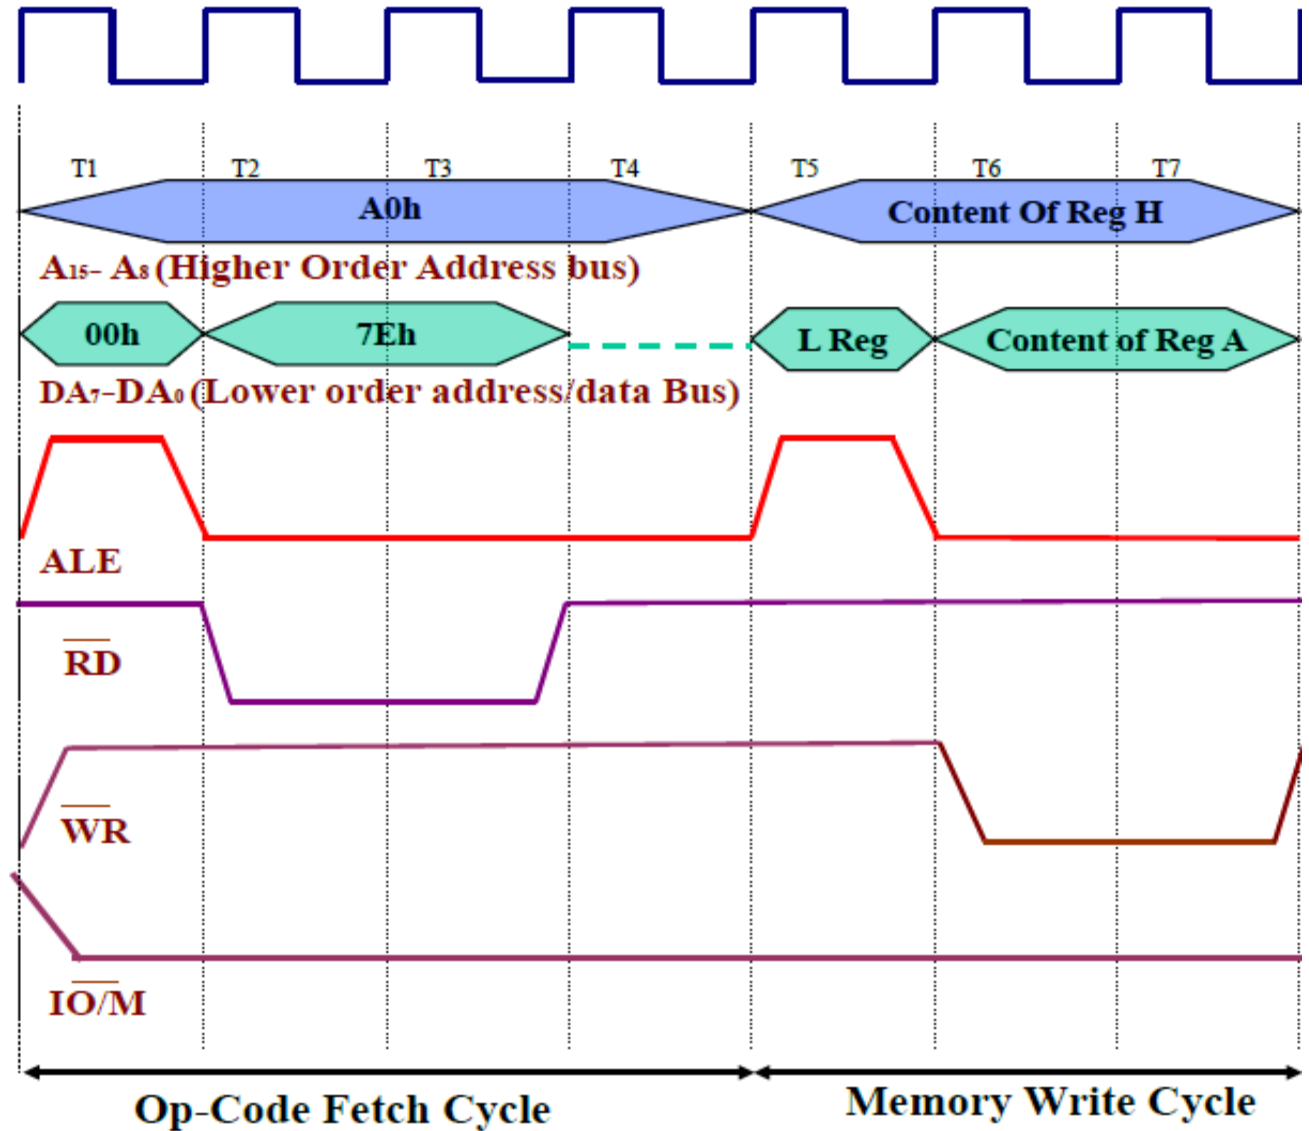 T1 T2 T3 T4 T5 T6 T7
A0h Content Of Reg H
A15- A8 (Higher Order Address bus)
00h 7Eh L Reg Content of Reg A
DA7-DA0 (Lower order address/data Bus)
ALE
RD
WR
IO/M
Op-Code Fetch Cycle Memory Write Cycle